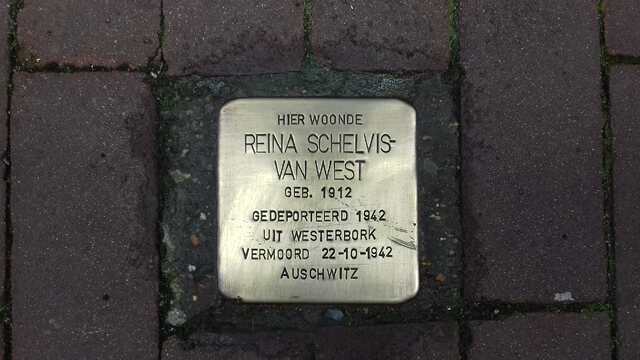 HIER WOONDE
REINA SCHELVIS-
VAN WEST
GEB. 1912
GEDEPORTEERD 1942
UIT WESTERBORK
VERMOORD 22-10-1942
AUSCHWITZ